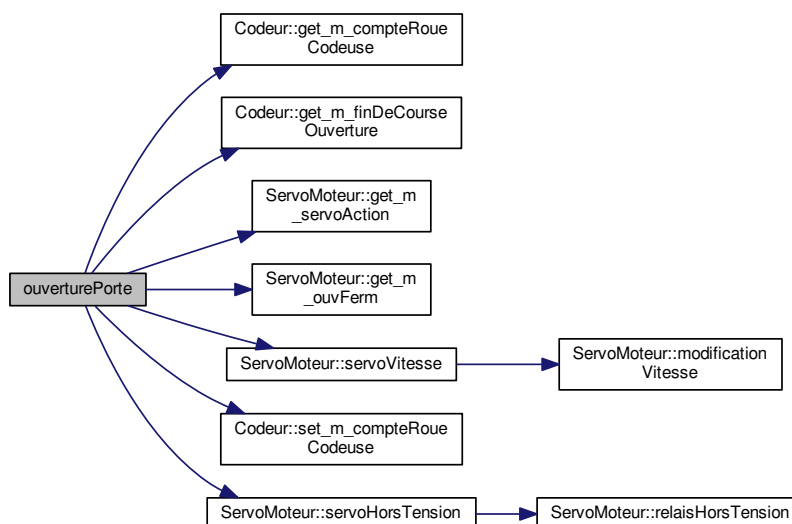 Codeur::get_m_compteRoue
Codeuse
Codeur::get_m_finDeCourse
Ouverture
ServoMoteur::get_m
_servoAction
ouverturePorte
ServoMoteur::get_m
_ouvFerm
ServoMoteur::servoVitesse
ServoMoteur::modification
Vitesse
Codeur::set_m_compteRoue
Codeuse
ServoMoteur::servoHorsTension
ServoMoteur::relaisHorsTension